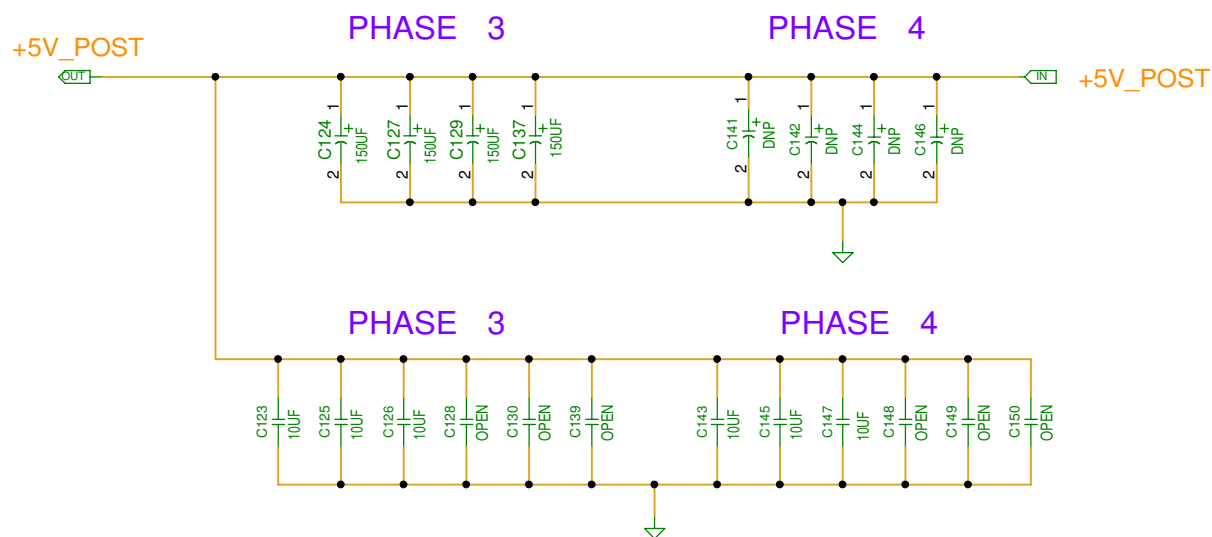 PHASE 3
PHASE 4
+5V_POST
OUT
IN
+5V_POST
1
C124
+
150UF
2
1
C127
+
150UF
2
1
C129
+
150UF
2
1
C137
+
150UF
2
1
C141
+
DNP
2
1
C142
+
DNP
2
1
C144
+
DNP
2
1
C146
+
DNP
2
PHASE 3
PHASE 4
C123
10UF
C125
10UF
C126
10UF
C128
OPEN
C130
OPEN
C139
OPEN
C143
10UF
C145
10UF
C147
10UF
C148
OPEN
C149
OPEN
C150
OPEN